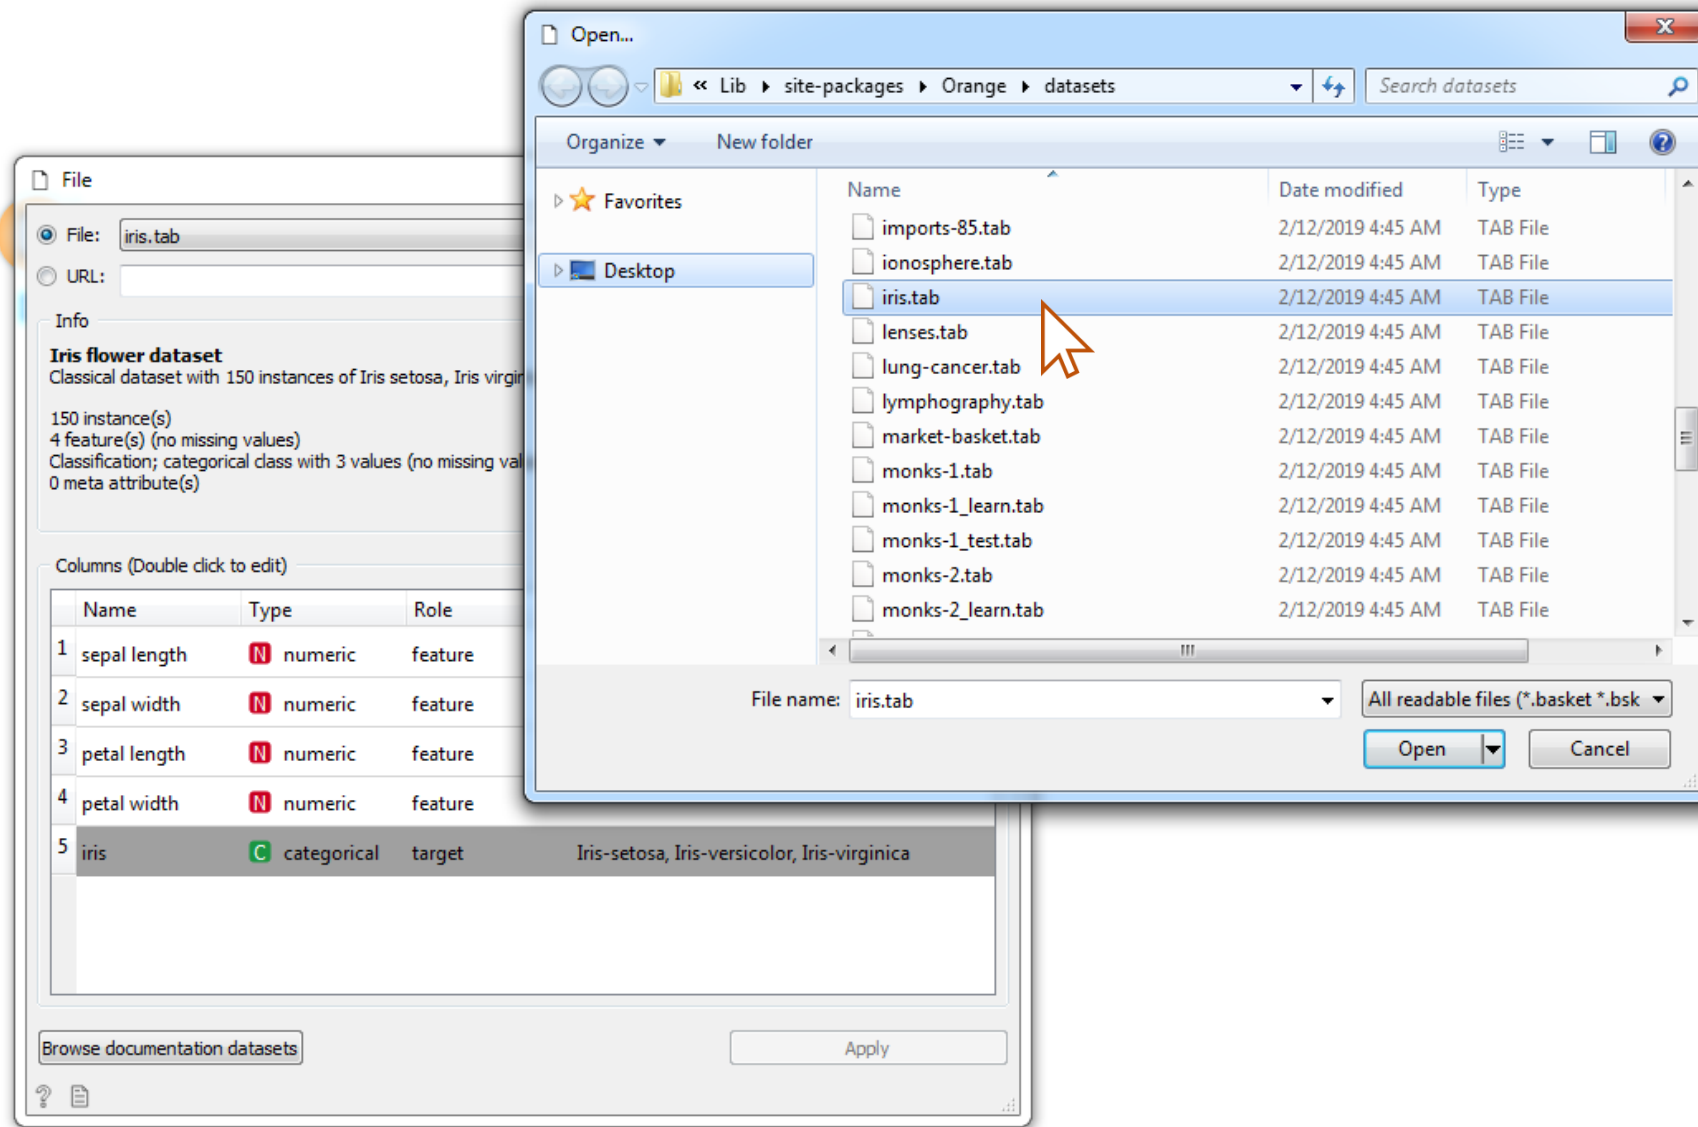 Open...
« Lib ▸ site-packages ▸ Orange ▸ datasets
Search datasets
Organize
New folder
Favorites
Desktop
Name Date modified Type
imports-85.tab 2/12/2019 4:45 AM TAB File
ionosphere.tab 2/12/2019 4:45 AM TAB File
iris.tab 2/12/2019 4:45 AM TAB File
lenses.tab 2/12/2019 4:45 AM TAB File
lung-cancer.tab 2/12/2019 4:45 AM TAB File
lymphography.tab 2/12/2019 4:45 AM TAB File
market-basket.tab 2/12/2019 4:45 AM TAB File
monks-1.tab 2/12/2019 4:45 AM TAB File
monks-1_learn.tab 2/12/2019 4:45 AM TAB File
monks-1_test.tab 2/12/2019 4:45 AM TAB File
monks-2.tab 2/12/2019 4:45 AM TAB File
monks-2_learn.tab 2/12/2019 4:45 AM TAB File
File name: iris.tab
All readable files (*.basket *.bsk
Open
Cancel
File
File: iris.tab
URL:
Info
Iris flower dataset
Classical dataset with 150 instances of Iris setosa, Iris
150 instance(s)
4 feature(s) (no missing values)
Classification; categorical class with 3 values (no missing
0 meta attribute(s)
Columns (Double click to edit)
Name Type Role
1 sepal length N numeric feature
2 sepal width N numeric feature
3 petal length N numeric feature
4 petal width N numeric feature
5 iris C categorical target Iris-setosa, Iris-versicolor, Iris-virginica
Browse documentation datasets
Apply